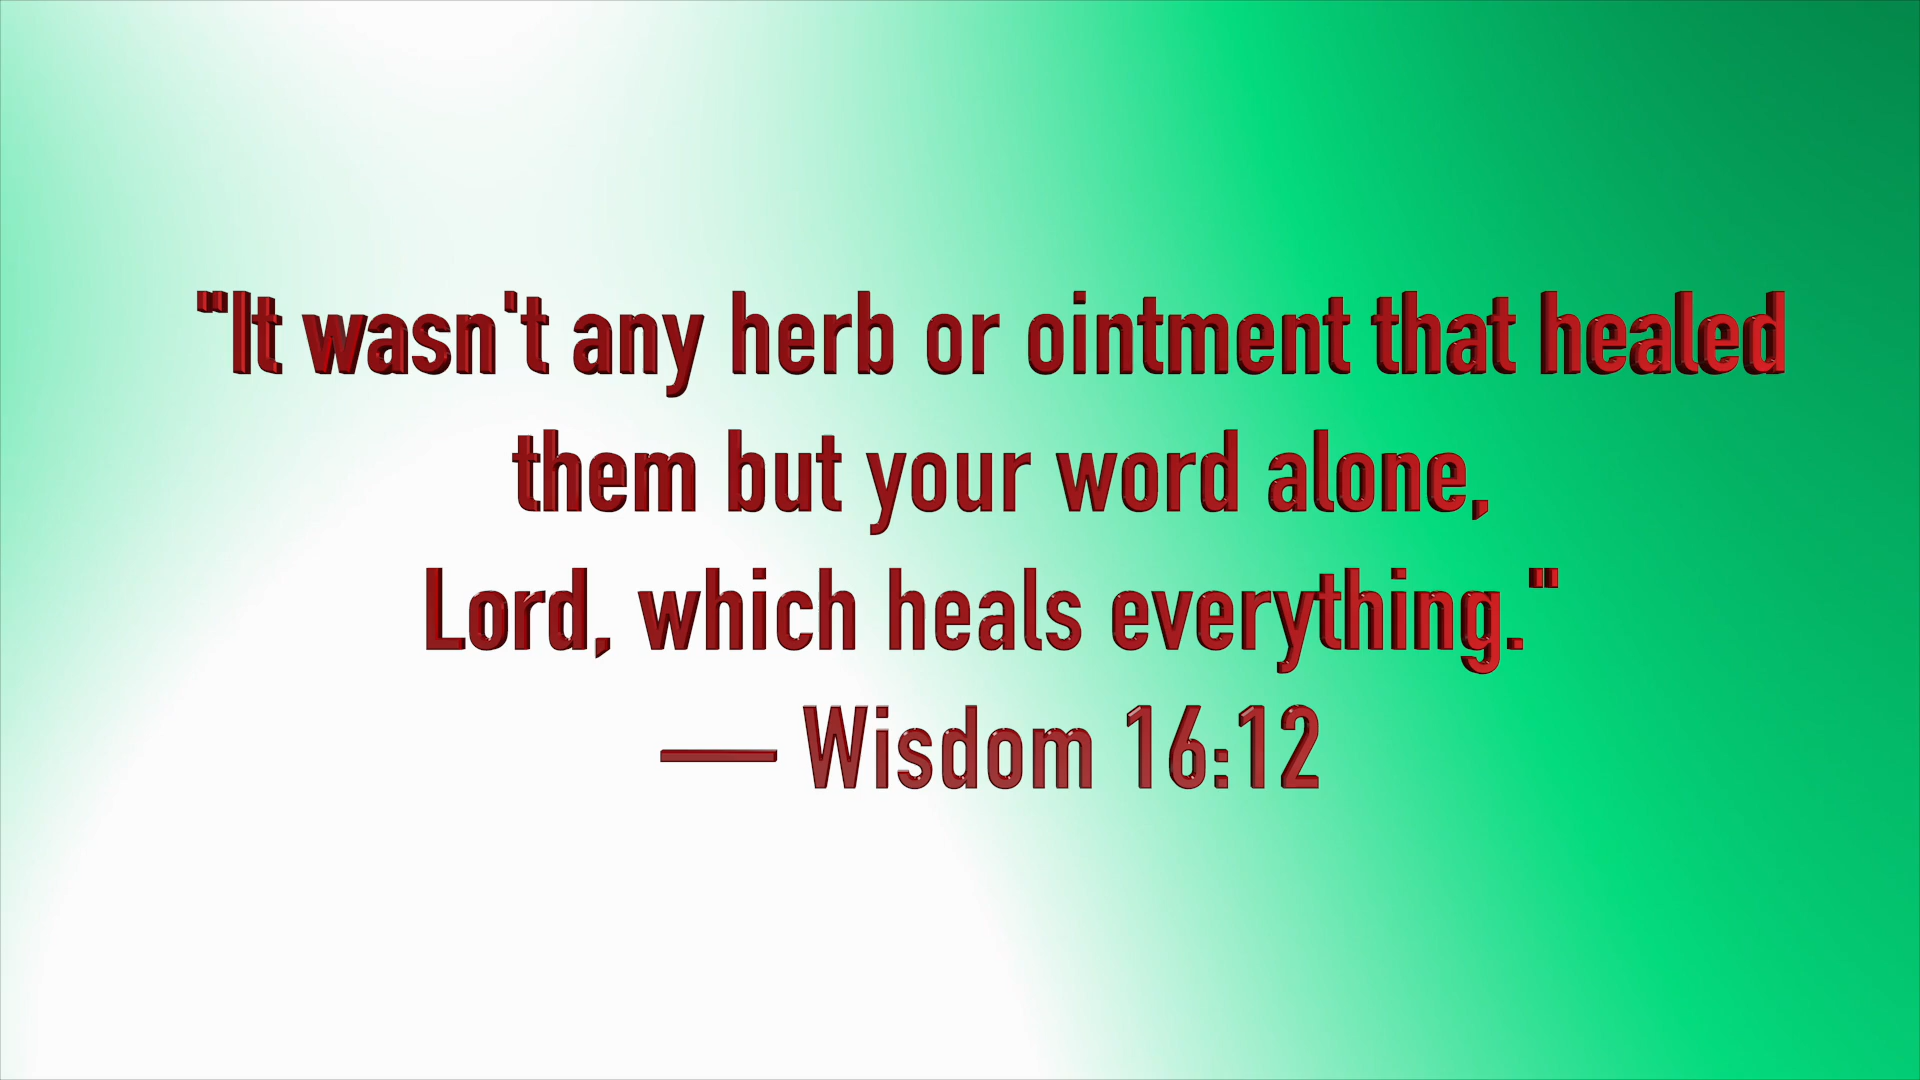 "It wasn't any herb or ointment that healed
them but your word alone,
Lord, which heals everything."
— Wisdom 16:12